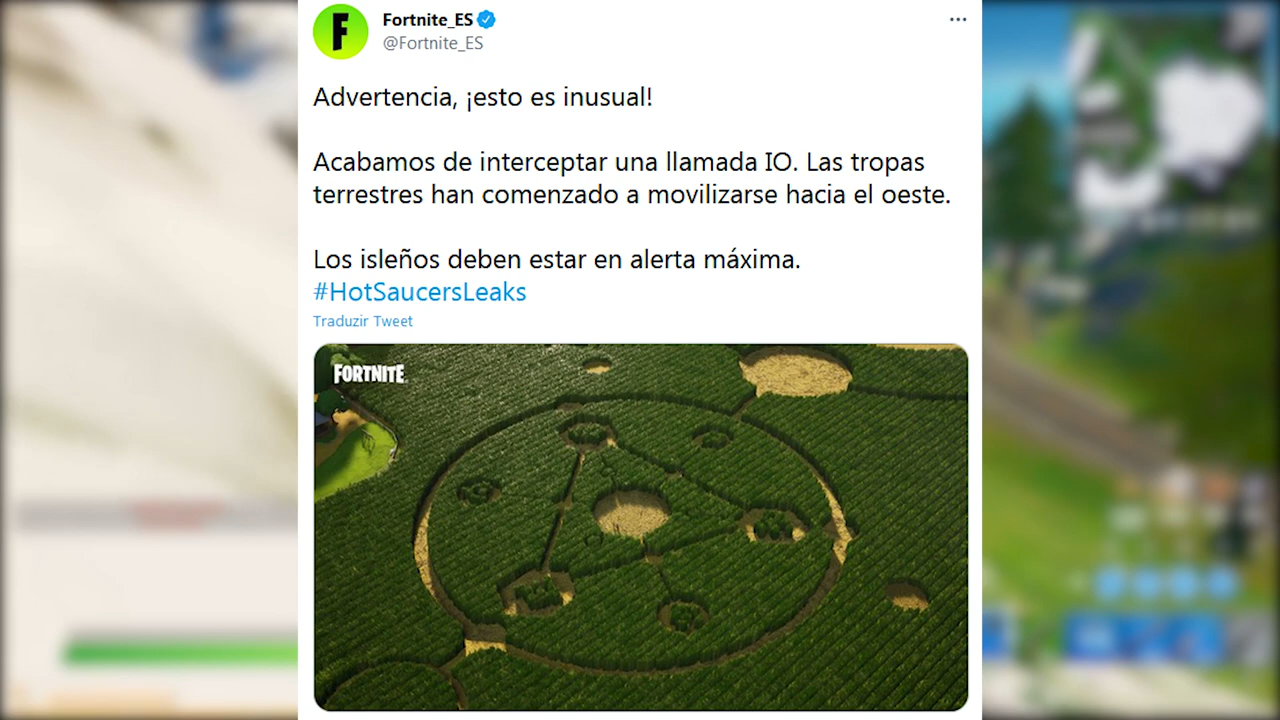 Fortnite_ES
@Fortnite_ES
Advertencia, ¡esto es inusual!
Acabamos de interceptar una llamada IO. Las tropas
terrestres han comenzado a movilizarse hacia el oeste.
Los isleños deben estar en alerta máxima.
#HotSaucersLeaks
Traduzir Tweet
FORTNITE